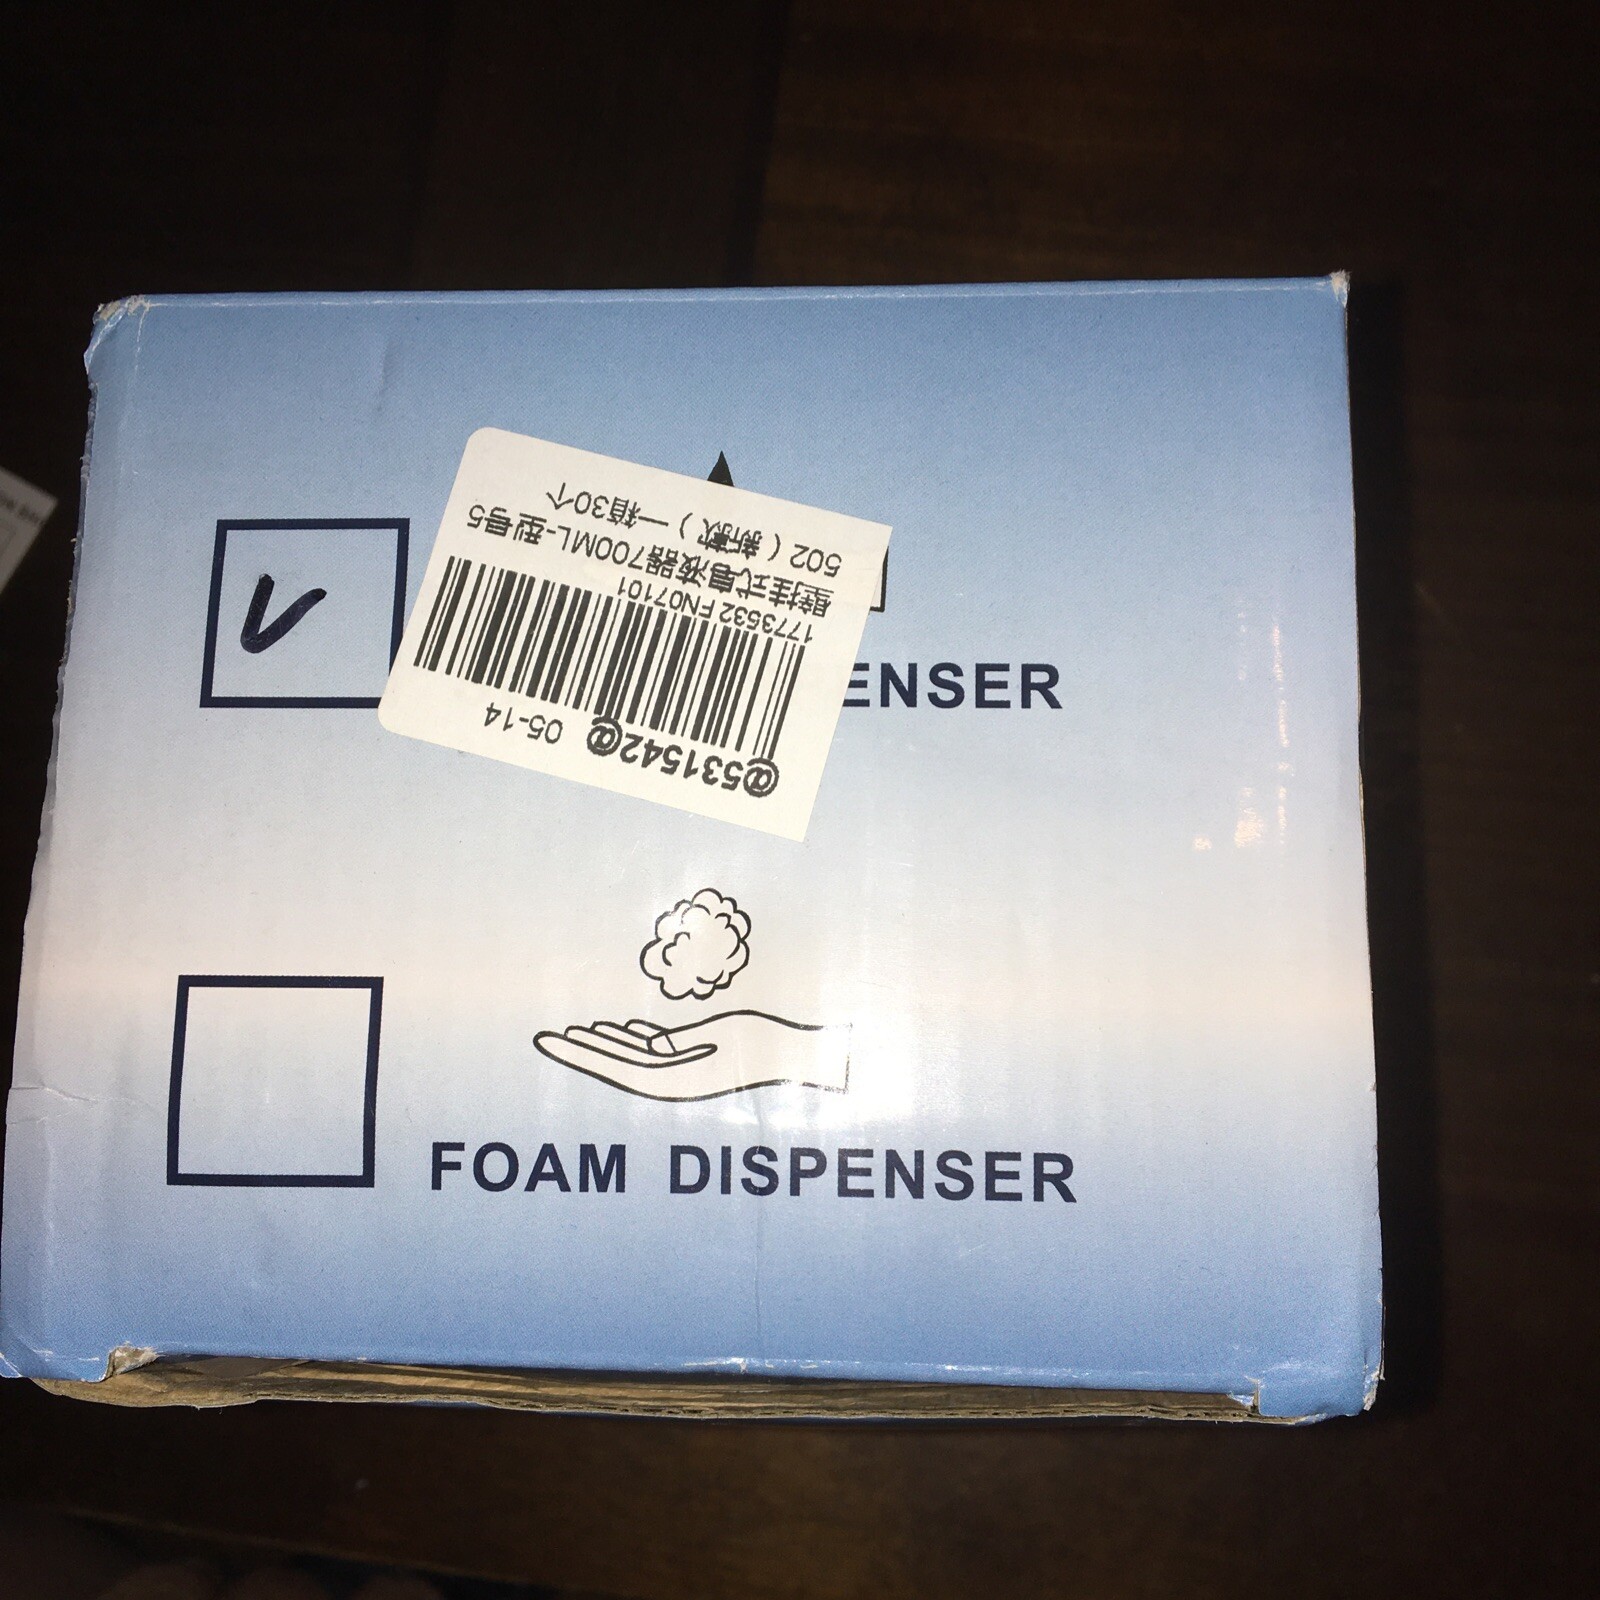 @531542@ 05-14
1773532 FN07101
壁挂式皂液器700ML-型号5
502（新款）一箱30个
ENSER
FOAM DISPENSER